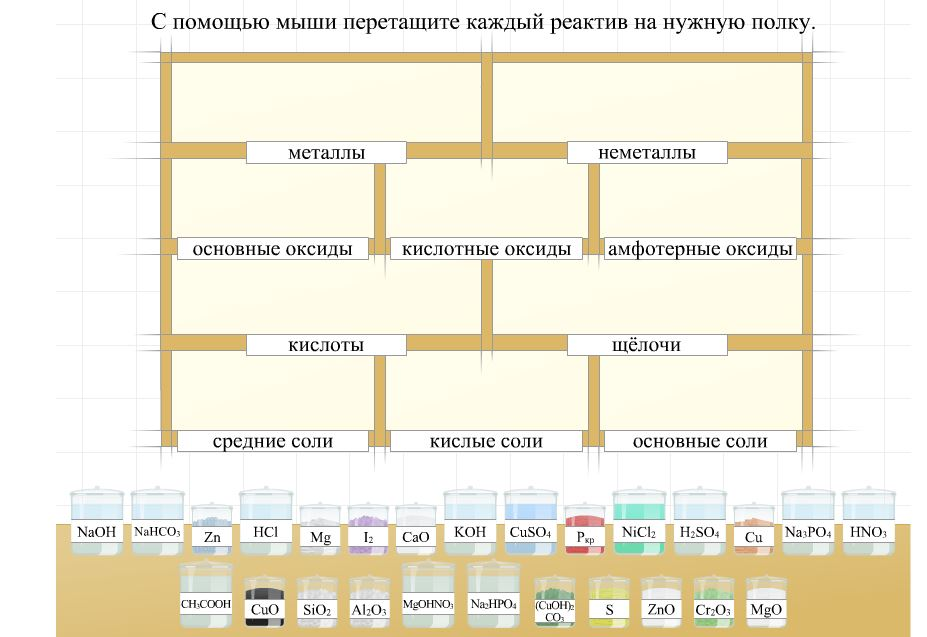 С помощью мыши перетащите каждый реактив на нужную полку.
металлы неметаллы
основные оксиды кислотные оксиды амфотерные оксиды
кислоты щёлочи
средние соли кислые соли основные соли
NaOH NaHCO₃ Zn HCl Mg I₂ CaO KOH CuSO₄ Pкр NiCl₂ H₂SO₄ Cu Na₃PO₄ HNO₃
CH₃COOH CuO SiO₂ Al₂O₃ MgOHNO₃ Na₂HPO₄ (CuOH)₂ S ZnO Cr₂O₃ MgO
CO₃